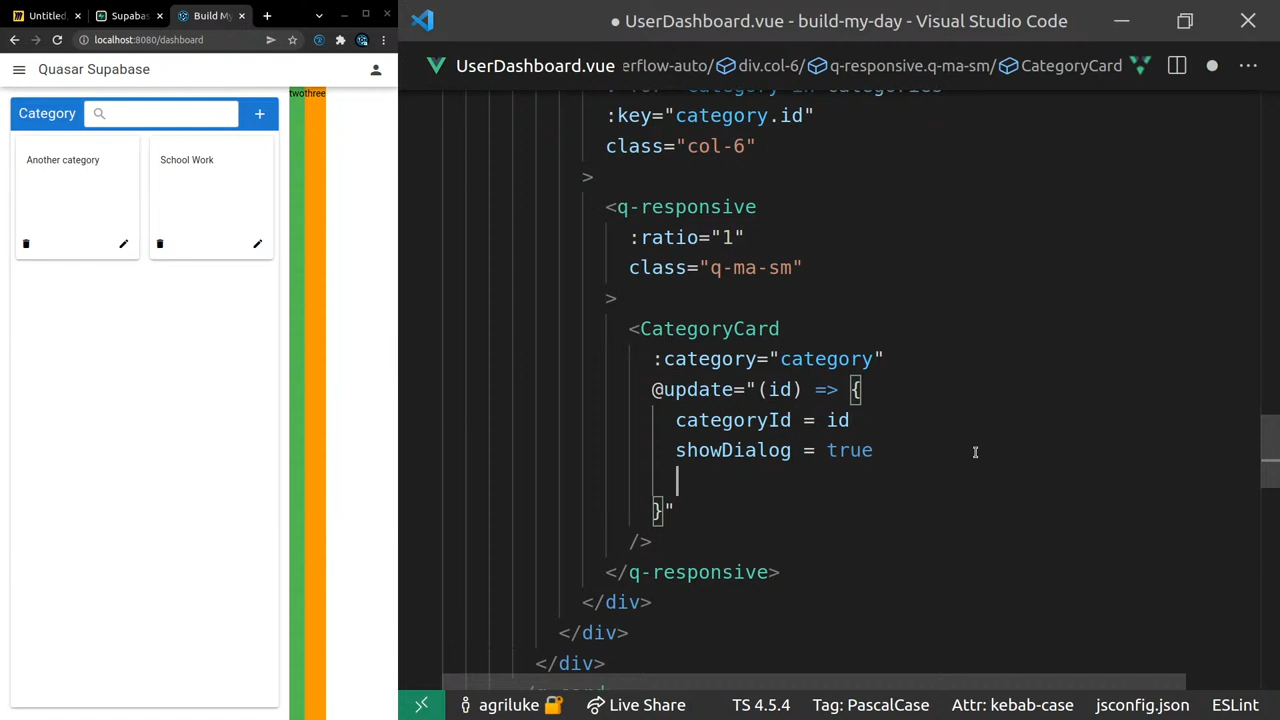 Untitled,
Supabas
Build My
localhost:8080/dashboard
Quasar Supabase
Category
twothree
Another category
School Work
● UserDashboard.vue - build-my-day - Visual Studio Code
UserDashboard.vue
erflow-auto/
div.col-6/
q-responsive.q-ma-sm/
CategoryCard
:key="category.id"
class="col-6"
>
<q-responsive
:ratio="1"
class="q-ma-sm"
>
<CategoryCard
:category="category"
@update="(id) => {
categoryId = id
showDialog = true
}"
/>
</q-responsive>
</div>
</div>
</div>
agriluke
Live Share
TS 4.5.4
Tag: PascalCase
Attr: kebab-case
jsconfig.json
ESLint